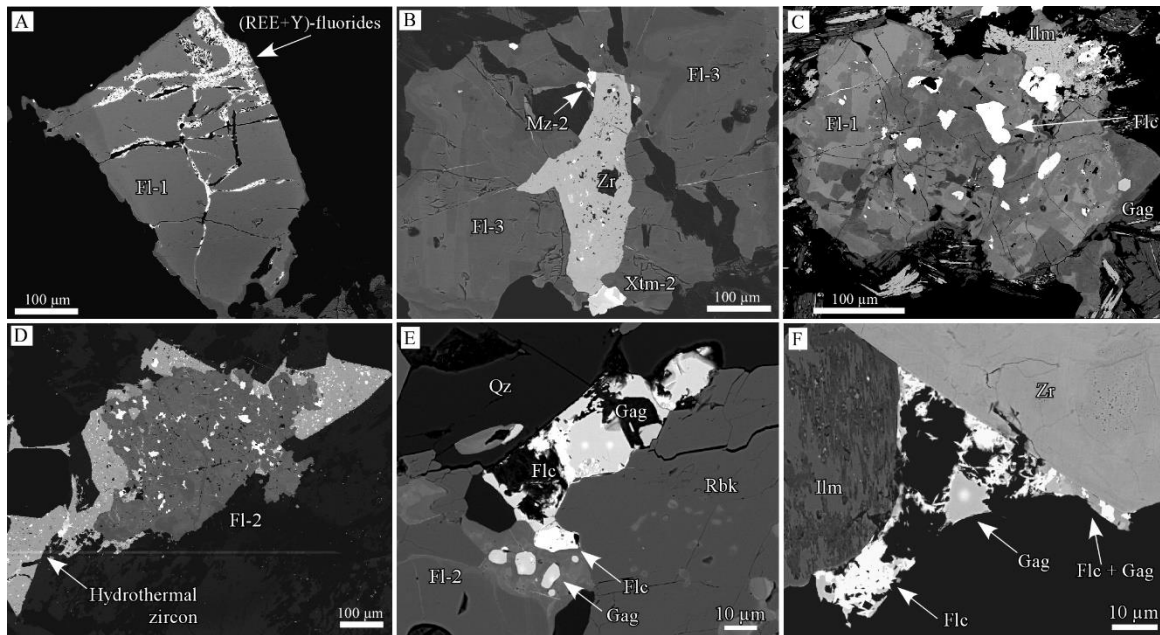 A
(REE+Y)-fluorides
Fl-1
100 µm
B
Fl-3
Mz-2
Zr
Fl-3
Xtm-2
100 µm
C
Ilm
Fl-1
Flc
Gag
100 µm
D
Fl-2
Hydrothermal
zircon
100 µm
E
Qz
Gag
Flc
Rbk
Fl-2
Flc
Gag
10 µm
F
Zr
Ilm
Gag
Flc + Gag
Flc
10 µm